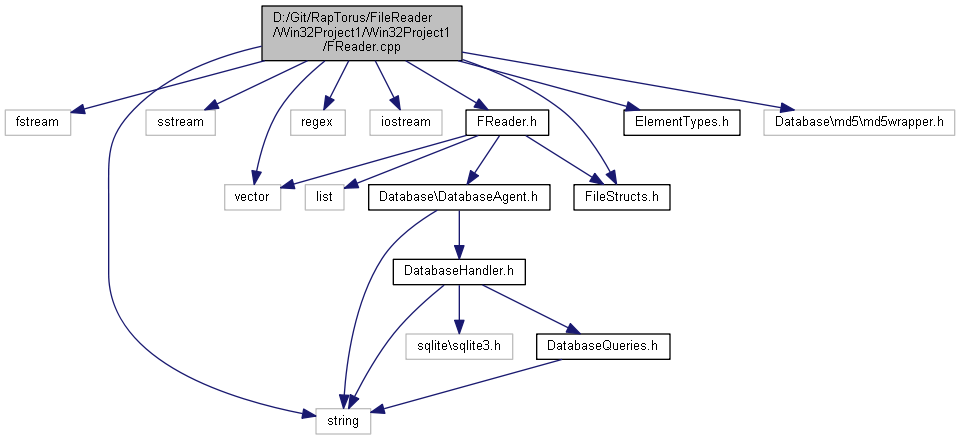 D:/Git/RapTorus/FileReader
/Win32Project1/Win32Project1
/FReader.cpp
fstream
sstream
regex
iostream
FReader.h
ElementTypes.h
Database\md5\md5wrapper.h
vector
list
Database\DatabaseAgent.h
FileStructs.h
DatabaseHandler.h
sqlite\sqlite3.h
DatabaseQueries.h
string